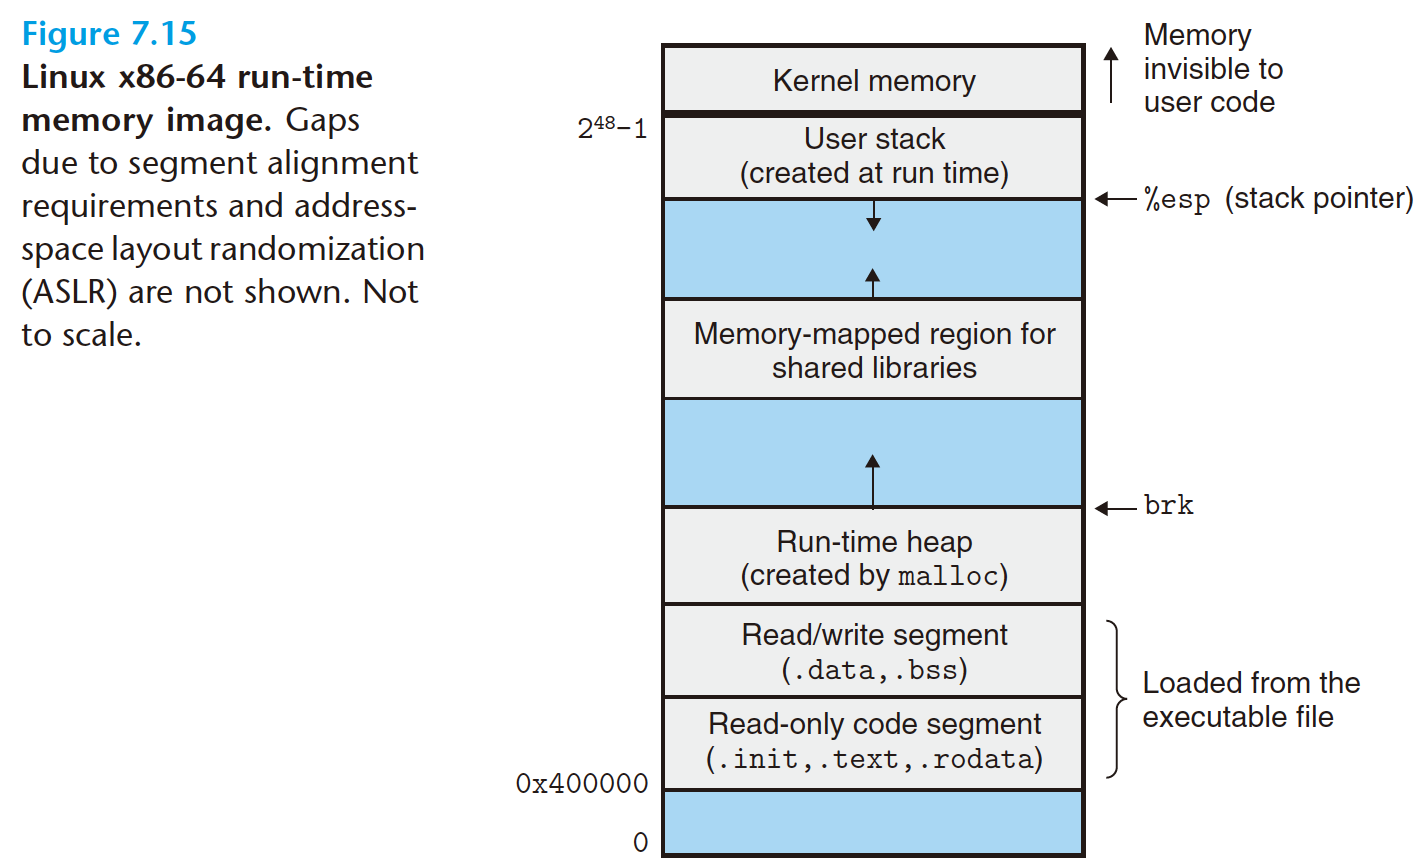 Figure 7.15
Linux x86-64 run-time
memory image. Gaps
due to segment alignment
requirements and address-
space layout randomization
(ASLR) are not shown. Not
to scale.
Memory
invisible to
user code
Kernel memory
2⁴⁸–1
User stack
(created at run time)
%esp (stack pointer)
Memory-mapped region for
shared libraries
brk
Run-time heap
(created by malloc)
Read/write segment
(.data,.bss)
Loaded from the
executable file
Read-only code segment
(.init,.text,.rodata)
0x400000
0